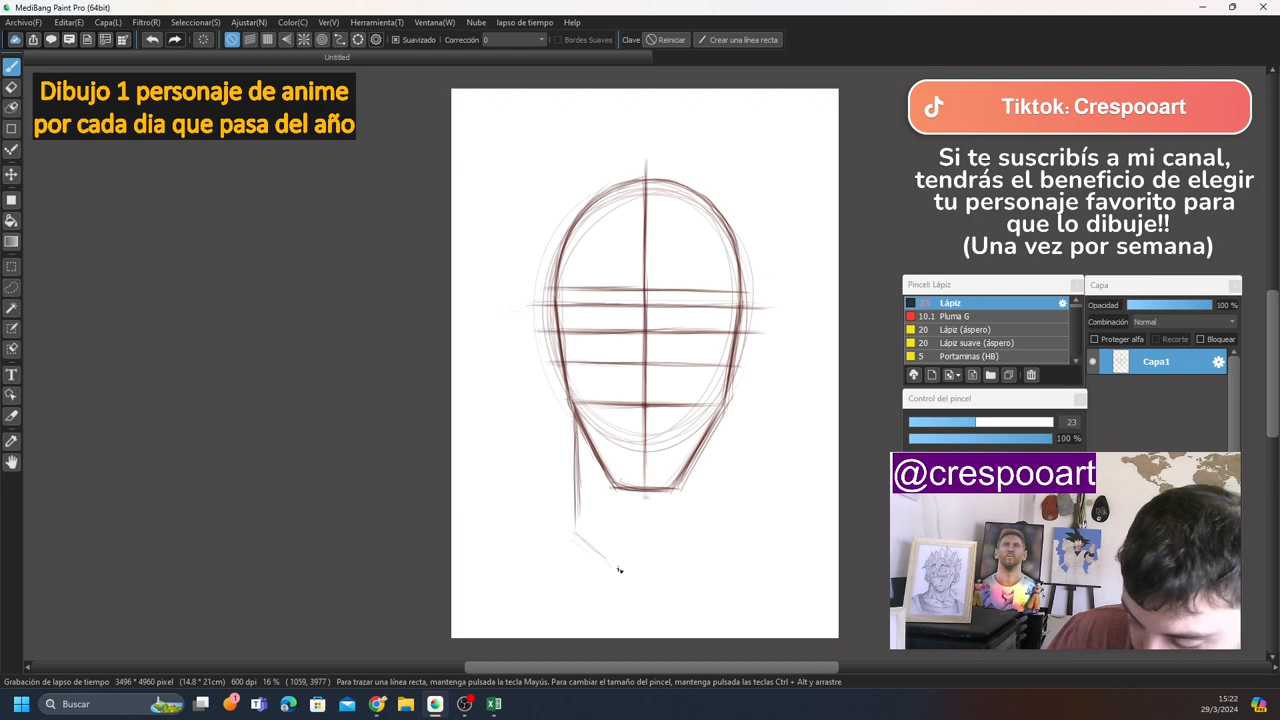 MediBang Paint Pro (64bit)
Archivo(F) Editar(E) Capa(L) Filtro(R) Seleccionar(S) Ajustar(N) Color(C) Ver(V) Herramienta(T) Ventana(W) Nube lapso de tiempo Help
Suavizado Corrección 0 Bordes Suaves Clave Reiniciar Crear una línea recta
Untitled
Dibujo 1 personaje de anime
por cada dia que pasa del año
Tiktok: Crespooart
Si te suscribís a mi canal,
tendrás el beneficio de elegir
tu personaje favorito para
que lo dibuje!!
(Una vez por semana)
Pincel: Lápiz
23 Lápiz
10.1 Pluma G
20 Lápiz (áspero)
20 Lápiz suave (áspero)
5 Portaminas (HB)
Control del pincel
23
100 %
Capa
Opacidad 100 %
Combinación Normal
Proteger alfa Recorte Bloquear
Capa1
@crespooart
Grabación de lapso de tiempo 3496 * 4960 pixel (14.8 * 21cm) 600 dpi 16 % ( 1059, 3977 ) Para trazar una línea recta, mantenga pulsada la tecla Mayús. Para cambiar el tamaño del pincel, mantenga pulsadas las teclas Ctrl + Alt y arrastre
Buscar
1
15:22
29/3/2024